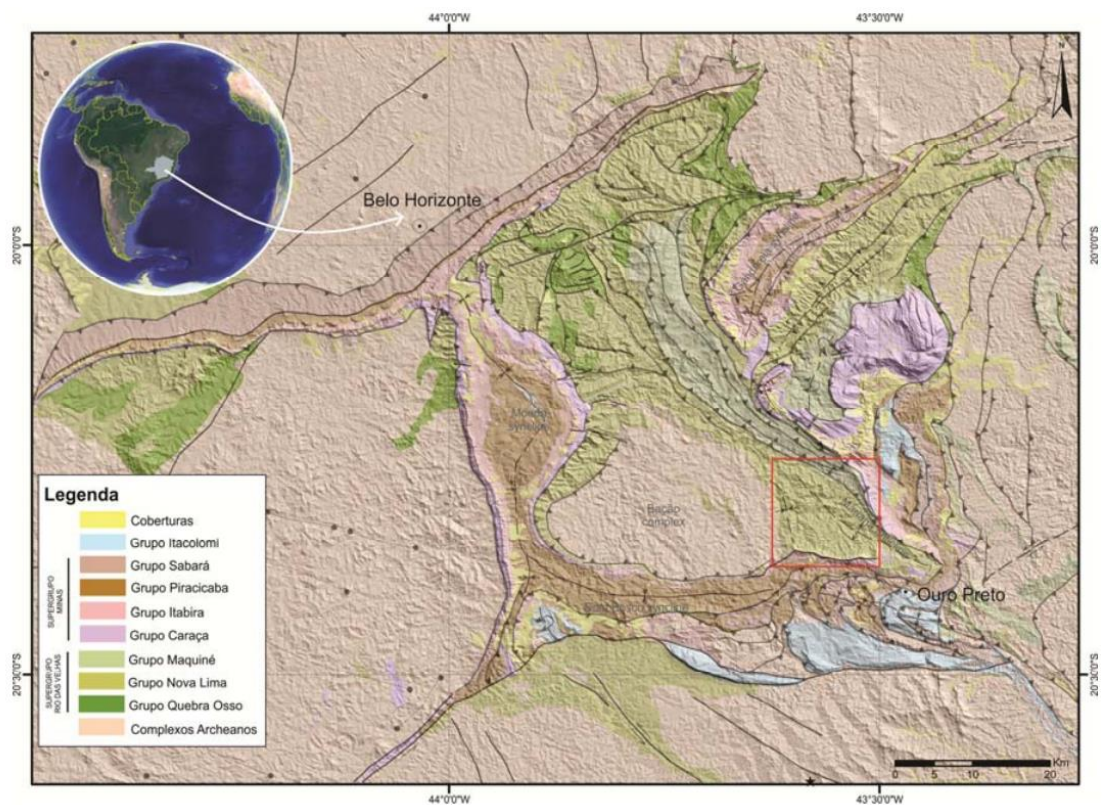 44°0'0"W
43°30'0"W
N
Belo Horizonte
20°0'0"S
20°0'0"S
Moeda
syncline
Bação
complex
Ouro Preto
20°30'0"S
20°30'0"S
Legenda
Coberturas
Grupo Itacolomi
SUPERGRUPO
MINAS
Grupo Sabará
Grupo Piracicaba
Grupo Itabira
Grupo Caraça
SUPERGRUPO
RIO DAS VELHAS
Grupo Maquiné
Grupo Nova Lima
Grupo Quebra Osso
Complexos Archeanos
Km
0 5 10 20
44°0'0"W
43°30'0"W